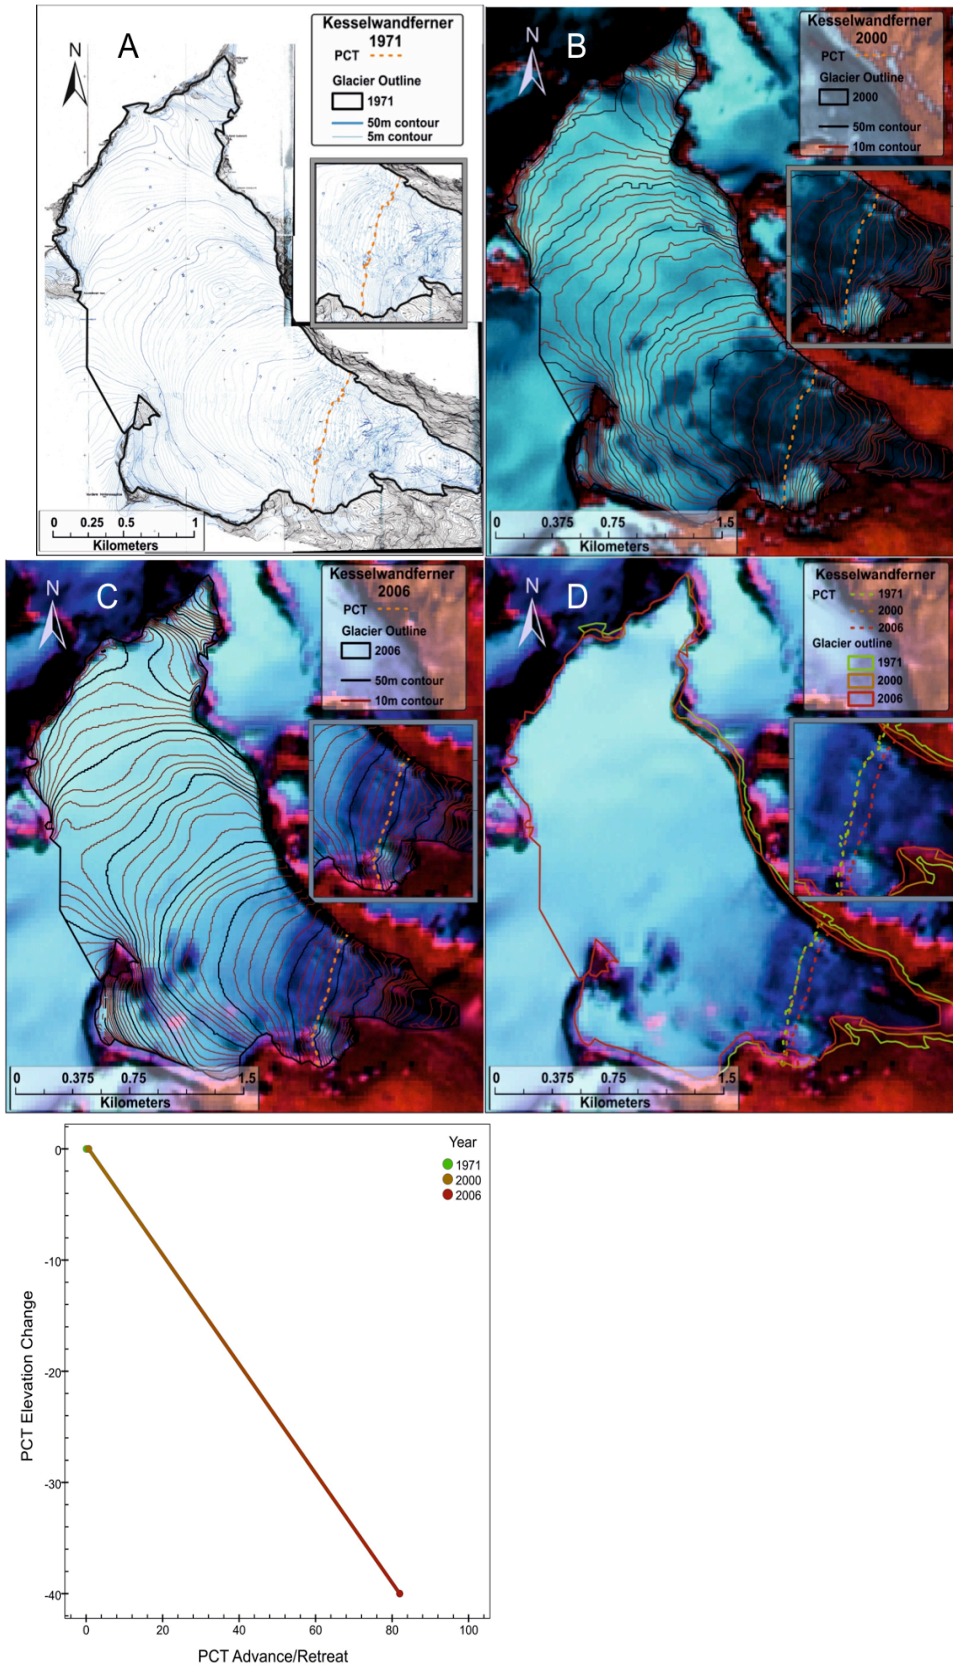 A
N
Kesselwandferner
1971
PCT
Glacier Outline
1971
50m contour
5m contour
0 0.25 0.5 1
Kilometers
B
N
Kesselwandferner
2000
PCT
Glacier Outline
2000
50m contour
10m contour
0 0.375 0.75 1.5
Kilometers
C
N
Kesselwandferner
2006
PCT
Glacier Outline
2006
50m contour
10m contour
0 0.375 0.75 1.5
Kilometers
D
N
Kesselwandferner
PCT 1971
2000
2006
Glacier outline
1971
2000
2006
0 0.375 0.75 1.5
Kilometers
Year
1971
2000
2006
PCT Elevation Change
0
-10
-20
-30
-40
0 20 40 60 80 100
PCT Advance/Retreat